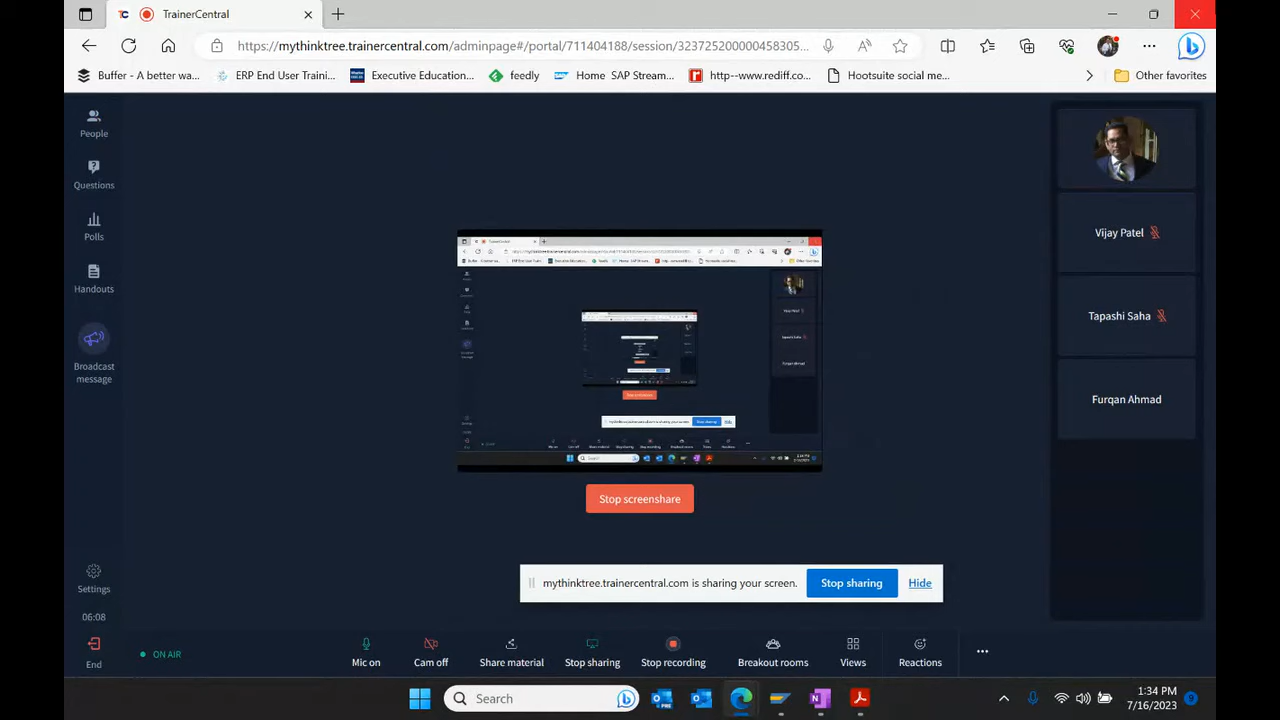 TrainerCentral
https://mythinktree.trainercentral.com/adminpage#/portal/711404188/session/323725200000458305...
Buffer - A better wa...
ERP End User Traini...
Executive Education...
feedly
Home SAP Stream...
http--www.rediff.co...
Hootsuite social me...
Other favorites
People
Questions
Polls
Handouts
Broadcast
message
Vijay Patel
Tapashi Saha
Furqan Ahmad
Stop screenshare
mythinktree.trainercentral.com is sharing your screen.
Stop sharing
Hide
Settings
06:08
End
ON AIR
Mic on
Cam off
Share material
Stop sharing
Stop recording
Breakout rooms
Views
Reactions
Search
1:34 PM
7/16/2023